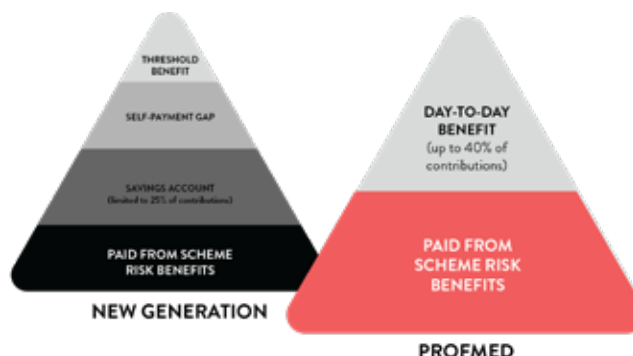 THRESHOLD
BENEFIT
SELF-PAYMENT GAP
SAVINGS ACCOUNT
(limited to 25% of contributions)
PAID FROM SCHEME
RISK BENEFITS
NEW GENERATION
DAY-TO-DAY
BENEFIT
(up to 40% of
contributions)
PAID FROM
SCHEME RISK
BENEFITS
PROFMED